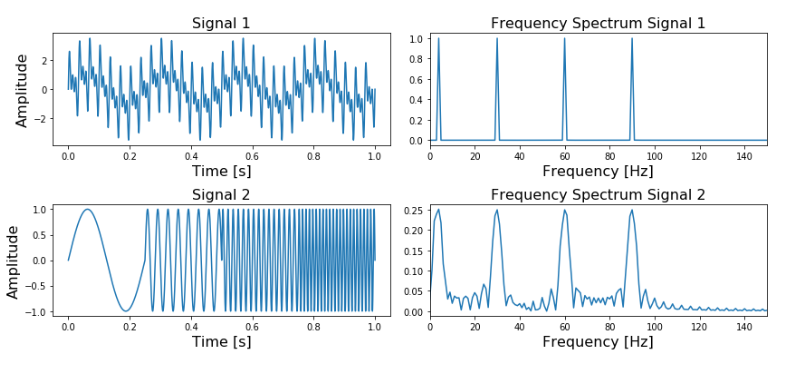 Signal 1
Frequency Spectrum Signal 1
Amplitude
2
0
−2
0.0 0.2 0.4 0.6 0.8 1.0
Time [s]
1.0
0.8
0.6
0.4
0.2
0.0
0 20 40 60 80 100 120 140
Frequency [Hz]
Signal 2
Frequency Spectrum Signal 2
Amplitude
1.0
0.5
0.0
−0.5
−1.0
0.0 0.2 0.4 0.6 0.8 1.0
Time [s]
0.25
0.20
0.15
0.10
0.05
0.00
0 20 40 60 80 100 120 140
Frequency [Hz]